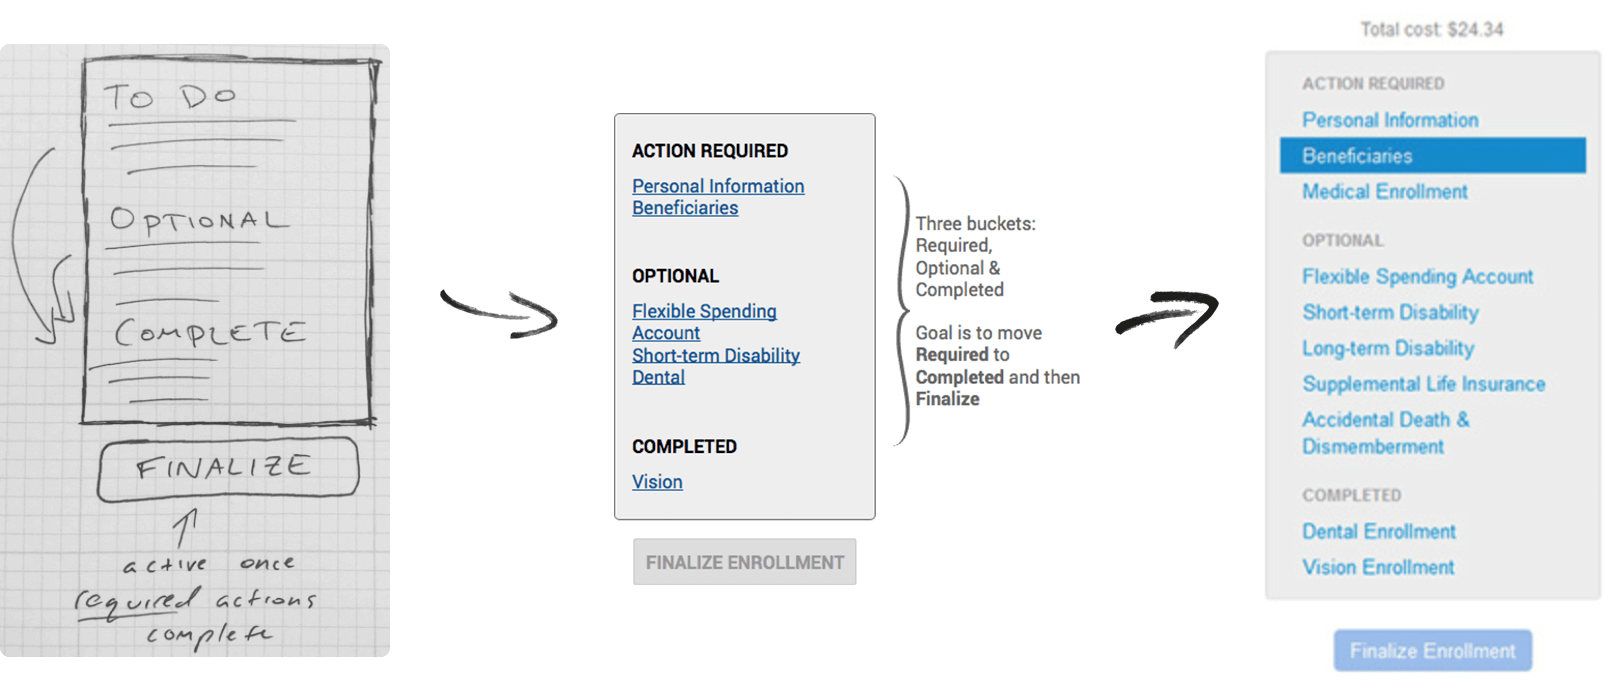 TO DO
OPTIONAL
COMPLETE
FINALIZE
active once
required actions
complete
ACTION REQUIRED
Personal Information
Beneficiaries
OPTIONAL
Flexible Spending
Account
Short-term Disability
Dental
COMPLETED
Vision
FINALIZE ENROLLMENT
Three buckets:
Required,
Optional &
Completed
Goal is to move
Required to
Completed and then
Finalize
Total cost: $24.34
ACTION REQUIRED
Personal Information
Beneficiaries
Medical Enrollment
OPTIONAL
Flexible Spending Account
Short-term Disability
Long-term Disability
Supplemental Life Insurance
Accidental Death &
Dismemberment
COMPLETED
Dental Enrollment
Vision Enrollment
Finalize Enrollment